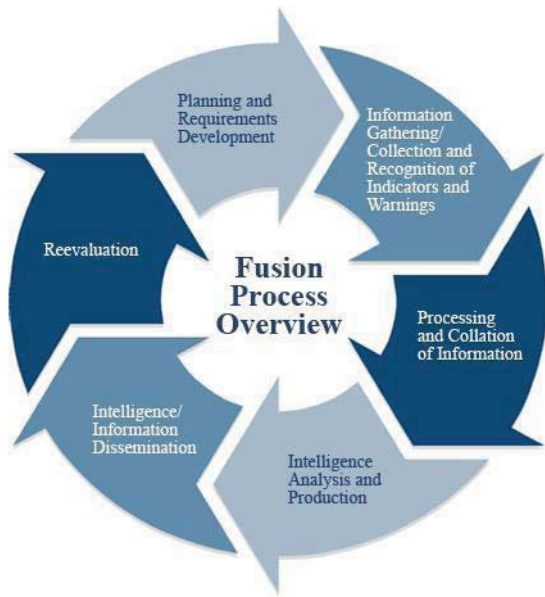 Planning and
Requirements
Development
Information
Gathering/
Collection and
Recognition of
Indicators and
Warnings
Processing
and Collation
of Information
Intelligence
Analysis and
Production
Intelligence/
Information
Dissemination
Reevaluation
Fusion
Process
Overview